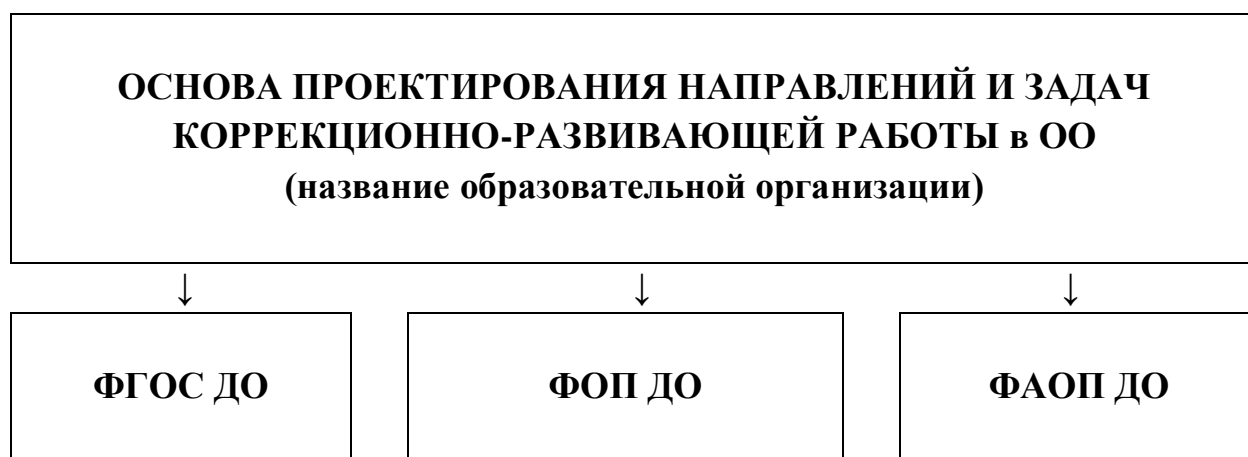 ОСНОВА ПРОЕКТИРОВАНИЯ НАПРАВЛЕНИЙ И ЗАДАЧ
КОРРЕКЦИОННО-РАЗВИВАЮЩЕЙ РАБОТЫ в ОО
(название образовательной организации)
↓ ↓ ↓
ФГОС ДО ФОП ДО ФАОП ДО